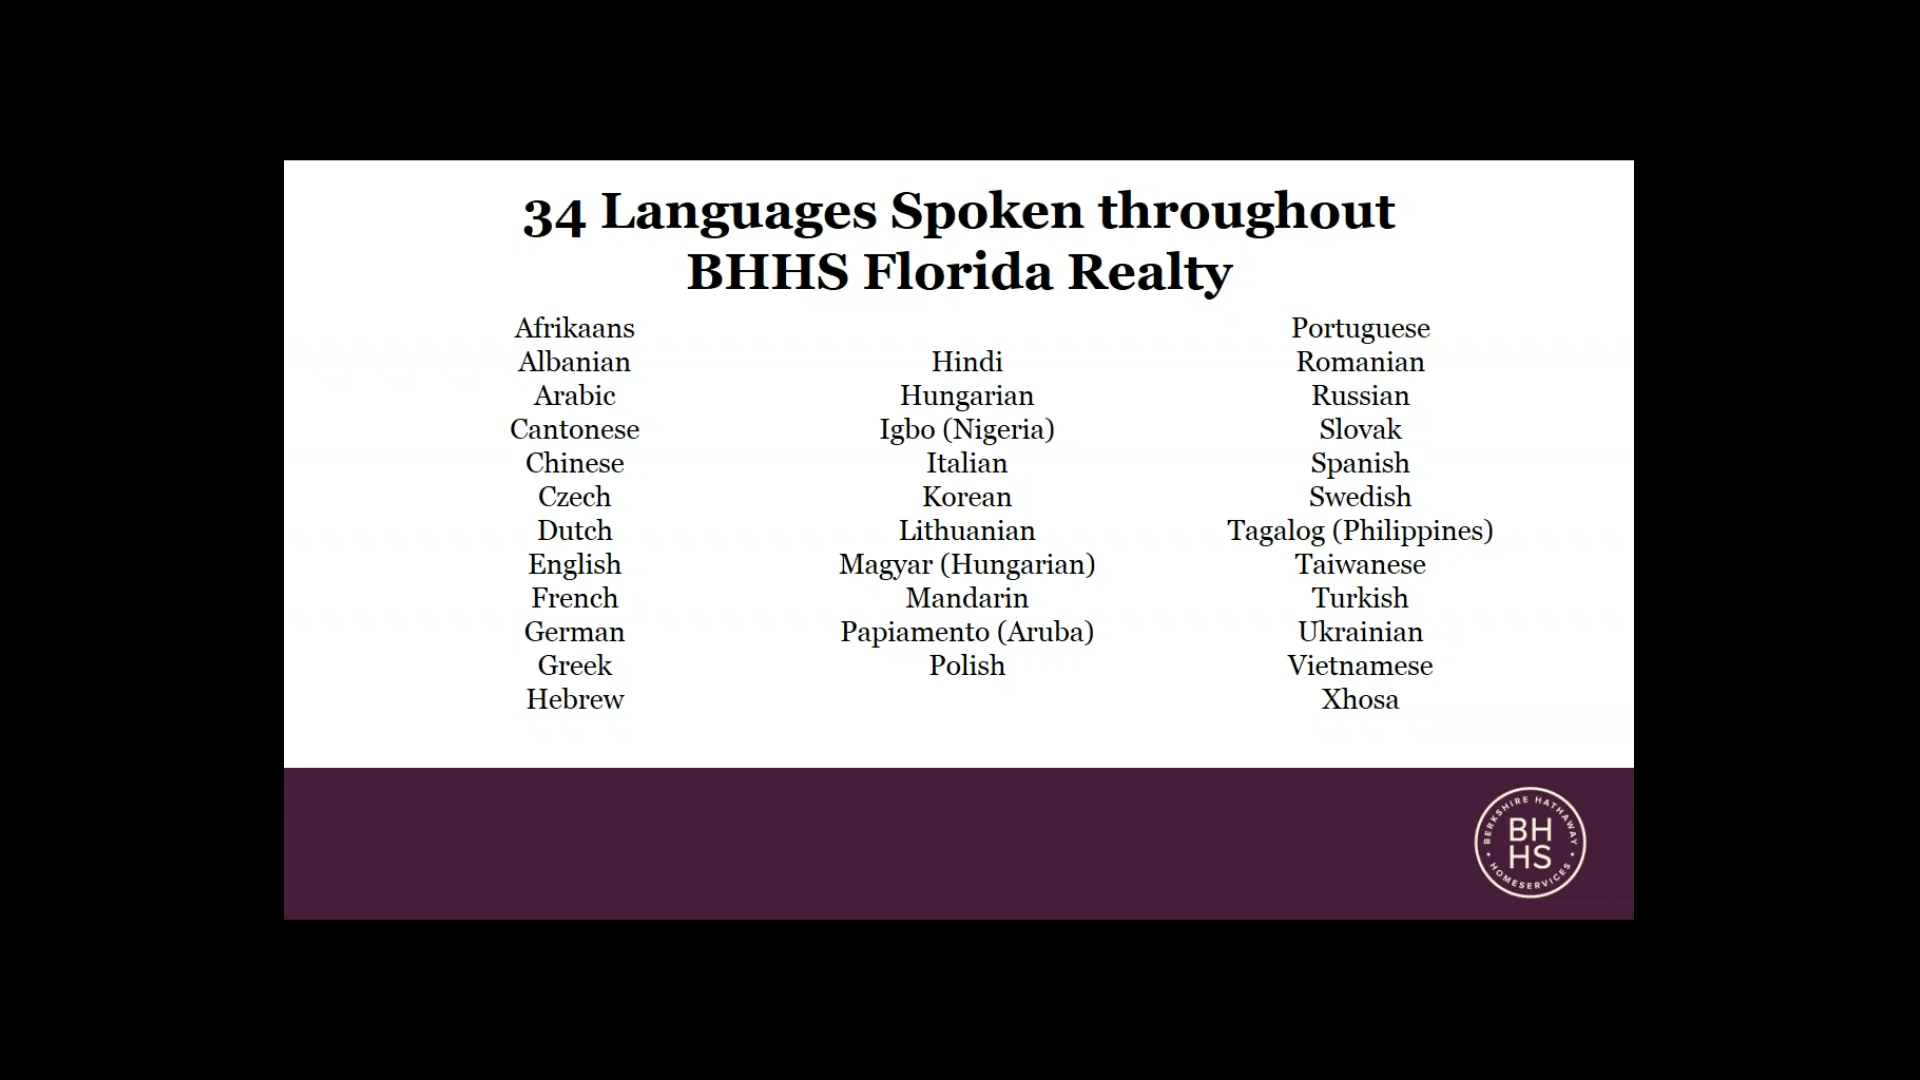 34 Languages Spoken throughout
BHHS Florida Realty
Afrikaans
Albanian
Arabic
Cantonese
Chinese
Czech
Dutch
English
French
German
Greek
Hebrew
Hindi
Hungarian
Igbo (Nigeria)
Italian
Korean
Lithuanian
Magyar (Hungarian)
Mandarin
Papiamento (Aruba)
Polish
Portuguese
Romanian
Russian
Slovak
Spanish
Swedish
Tagalog (Philippines)
Taiwanese
Turkish
Ukrainian
Vietnamese
Xhosa
BERKSHIRE HATHAWAY
BH
HS
HOMESERVICES